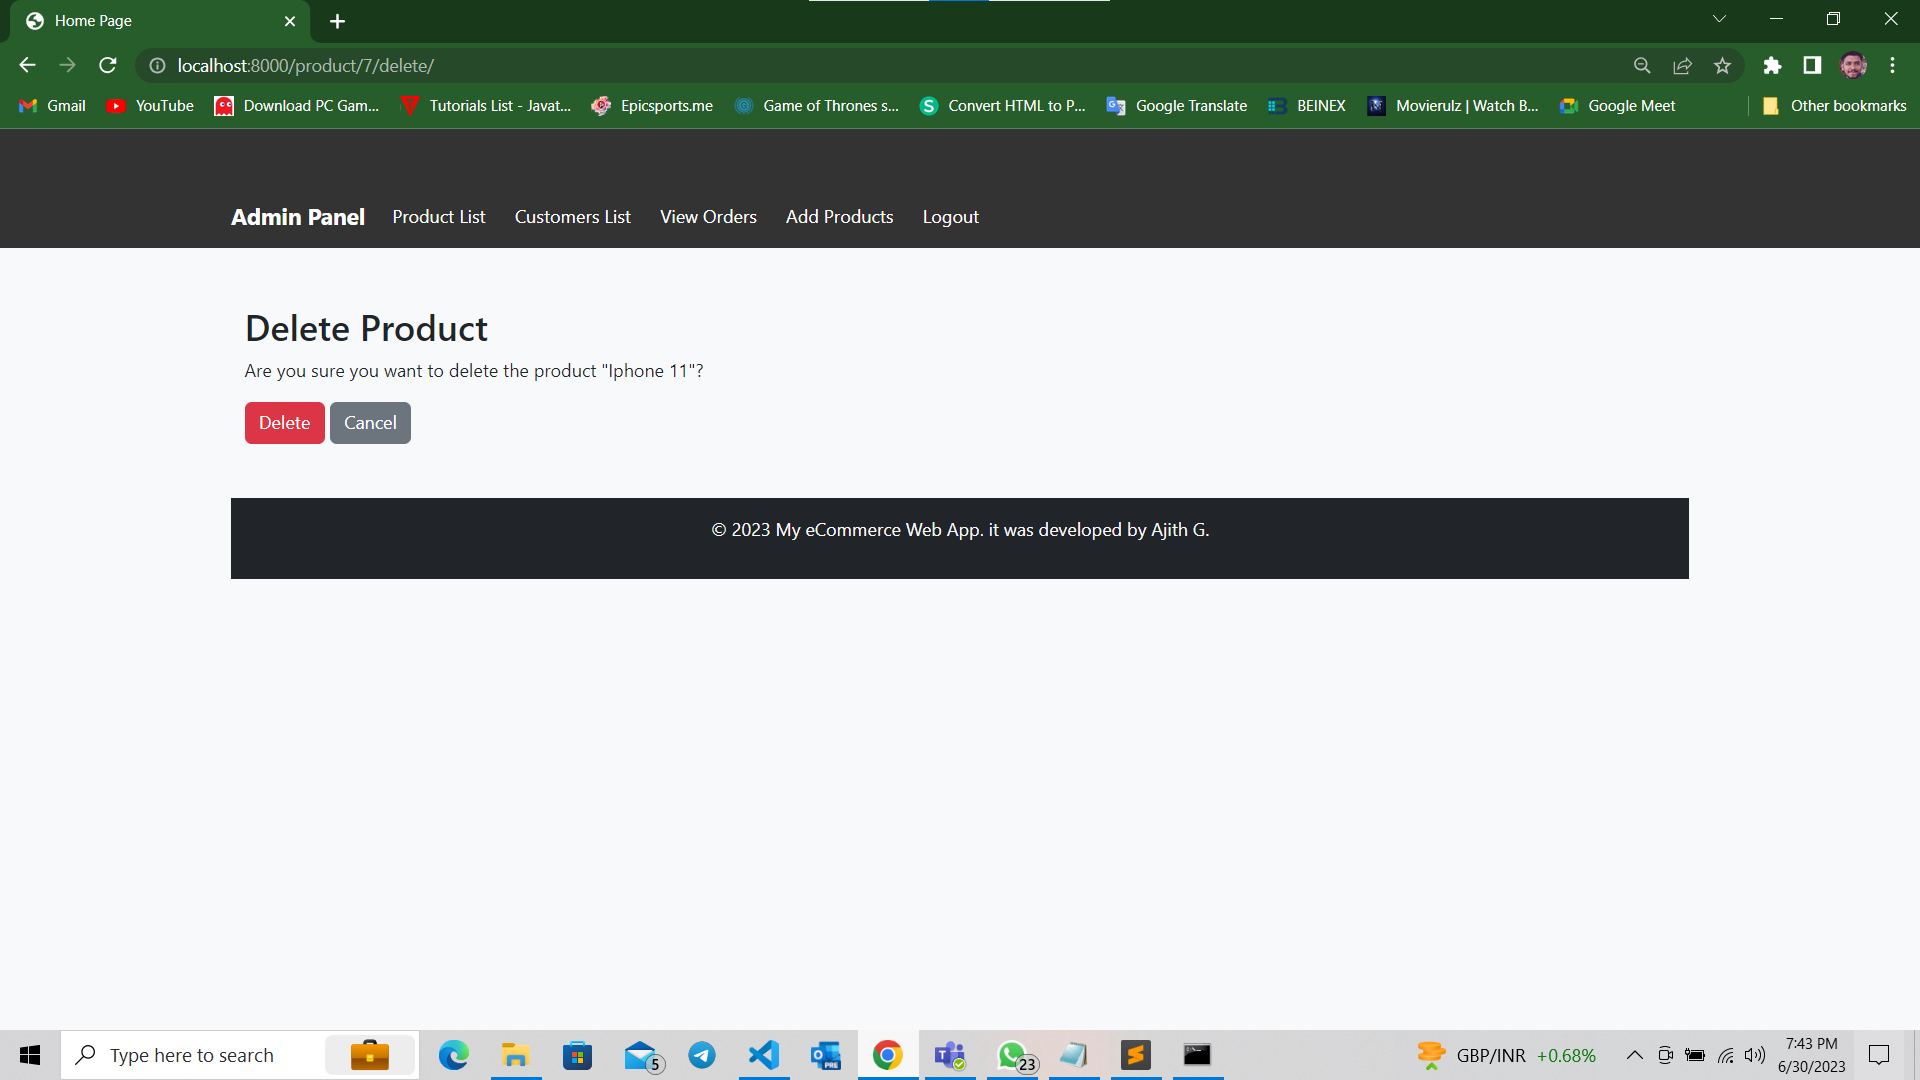 Home Page
localhost:8000/product/7/delete/
Gmail YouTube Download PC Gam... Tutorials List - Javat... Epicsports.me Game of Thrones s... Convert HTML to P... Google Translate BEINEX Movierulz | Watch B... Google Meet Other bookmarks
Admin Panel Product List Customers List View Orders Add Products Logout
Delete Product
Are you sure you want to delete the product "Iphone 11"?
Delete Cancel
© 2023 My eCommerce Web App. it was developed by Ajith G.
Type here to search 5 PRE 23 GBP/INR +0.68% 7:43 PM
6/30/2023